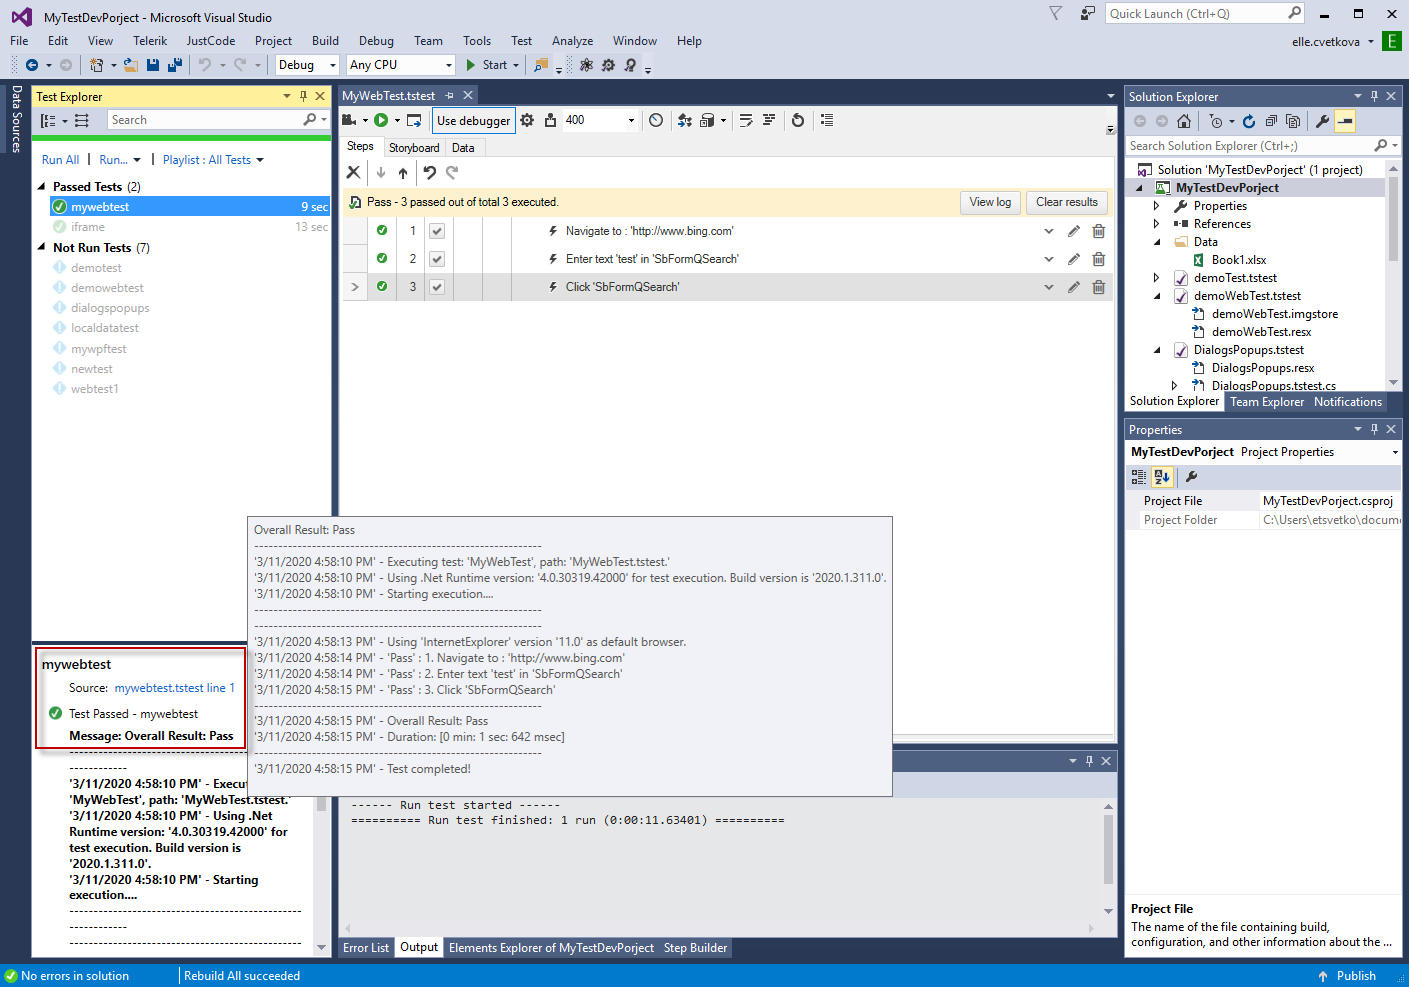 MyTestDevPorject - Microsoft Visual Studio
Quick Launch (Ctrl+Q)
File Edit View Telerik JustCode Project Build Debug Team Tools Test Analyze Window Help
elle.cvetkova E
Debug Any CPU Start
Data Sources
Test Explorer
Search
Run All | Run... | Playlist : All Tests
Passed Tests (2)
mywebtest 9 sec
iframe 13 sec
Not Run Tests (7)
demotest
demowebtest
dialogspopups
localdatatest
mywpftest
newtest
webtest1
mywebtest
Source: mywebtest.tstest line 1
Test Passed - mywebtest
Message: Overall Result: Pass
------------------------------------------------
------------
'3/11/2020 4:58:10 PM' - Execu
'MyWebTest', path: 'MyWebTest.tstest.'
'3/11/2020 4:58:10 PM' - Using .Net
Runtime version: '4.0.30319.42000' for
test execution. Build version is
'2020.1.311.0'.
'3/11/2020 4:58:10 PM' - Starting
execution....
------------------------------------------------
------------
------------------------------------------------
MyWebTest.tstest
Use debugger 400
Steps Storyboard Data
Pass - 3 passed out of total 3 executed. View log Clear results
1 Navigate to : 'http://www.bing.com'
2 Enter text 'test' in 'SbFormQSearch'
3 Click 'SbFormQSearch'
Overall Result: Pass
------------------------------------------------------------
'3/11/2020 4:58:10 PM' - Executing test: 'MyWebTest', path: 'MyWebTest.tstest.'
'3/11/2020 4:58:10 PM' - Using .Net Runtime version: '4.0.30319.42000' for test execution. Build version is '2020.1.311.0'.
'3/11/2020 4:58:10 PM' - Starting execution....
------------------------------------------------------------
------------------------------------------------------------
'3/11/2020 4:58:13 PM' - Using 'InternetExplorer' version '11.0' as default browser.
'3/11/2020 4:58:14 PM' - 'Pass' : 1. Navigate to : 'http://www.bing.com'
'3/11/2020 4:58:14 PM' - 'Pass' : 2. Enter text 'test' in 'SbFormQSearch'
'3/11/2020 4:58:15 PM' - 'Pass' : 3. Click 'SbFormQSearch'
------------------------------------------------------------
'3/11/2020 4:58:15 PM' - Overall Result: Pass
'3/11/2020 4:58:15 PM' - Duration: [0 min: 1 sec: 642 msec]
------------------------------------------------------------
'3/11/2020 4:58:15 PM' - Test completed!
------ Run test started ------
========== Run test finished: 1 run (0:00:11.63401) ==========
Error List Output Elements Explorer of MyTestDevPorject Step Builder
Solution Explorer
Search Solution Explorer (Ctrl+;)
Solution 'MyTestDevPorject' (1 project)
MyTestDevPorject
Properties
References
Data
Book1.xlsx
demoTest.tstest
demoWebTest.tstest
demoWebTest.imgstore
demoWebTest.resx
DialogsPopups.tstest
DialogsPopups.resx
DialogsPopups.tstest.cs
Solution Explorer Team Explorer Notifications
Properties
MyTestDevPorject Project Properties
Project File MyTestDevPorject.csproj
Project Folder C:\Users\etsvetko\docume
Project File
The name of the file containing build,
configuration, and other information about the ...
No errors in solution | Rebuild All succeeded
Publish